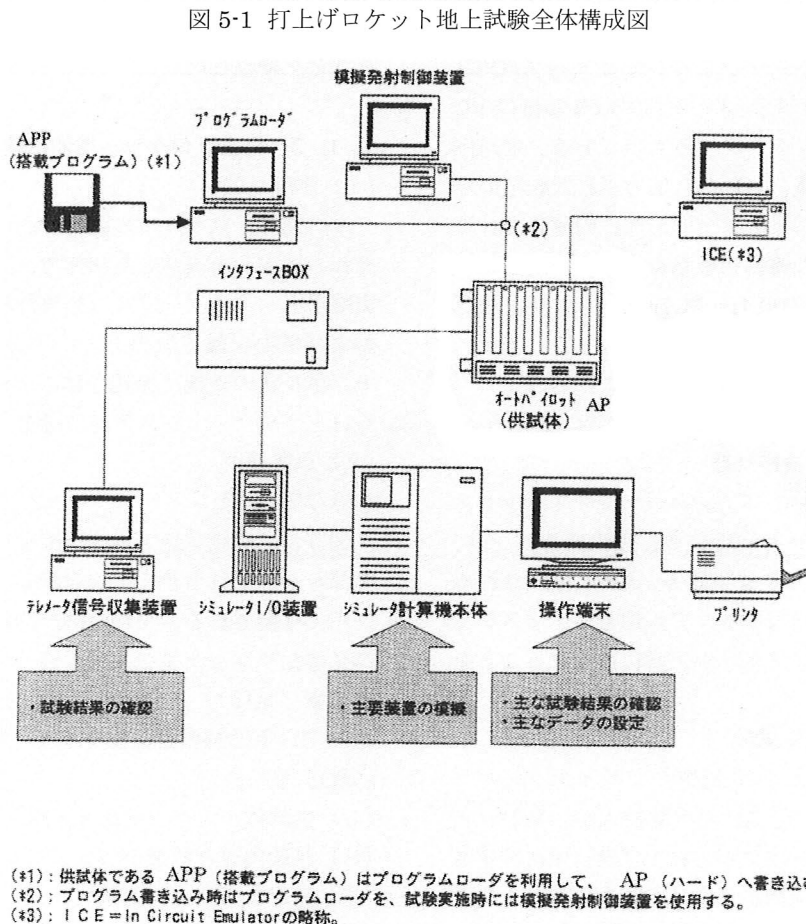 図 5-1 打上げロケット地上試験全体構成図
模擬発射制御装置
プログラムローダ
APP
(搭載プログラム) (*1)
(*2)
ICE(*3)
インタフェースBOX
オートパイロット AP
(供試体)
テレメータ信号収集装置
シミュレータI/O装置
シミュレータ計算機本体
操作端末
プリンタ
・試験結果の確認
・主要装置の模擬
・主な試験結果の確認
・主なデータの設定
(*1) : 供試体である APP (搭載プログラム) はプログラムローダを利用して、 AP (ハード) へ書き込
(*2) : プログラム書き込み時はプログラムローダを、試験実施時には模擬発射制御装置を使用する。
(*3) : ICE=In Circuit Emulatorの略称。